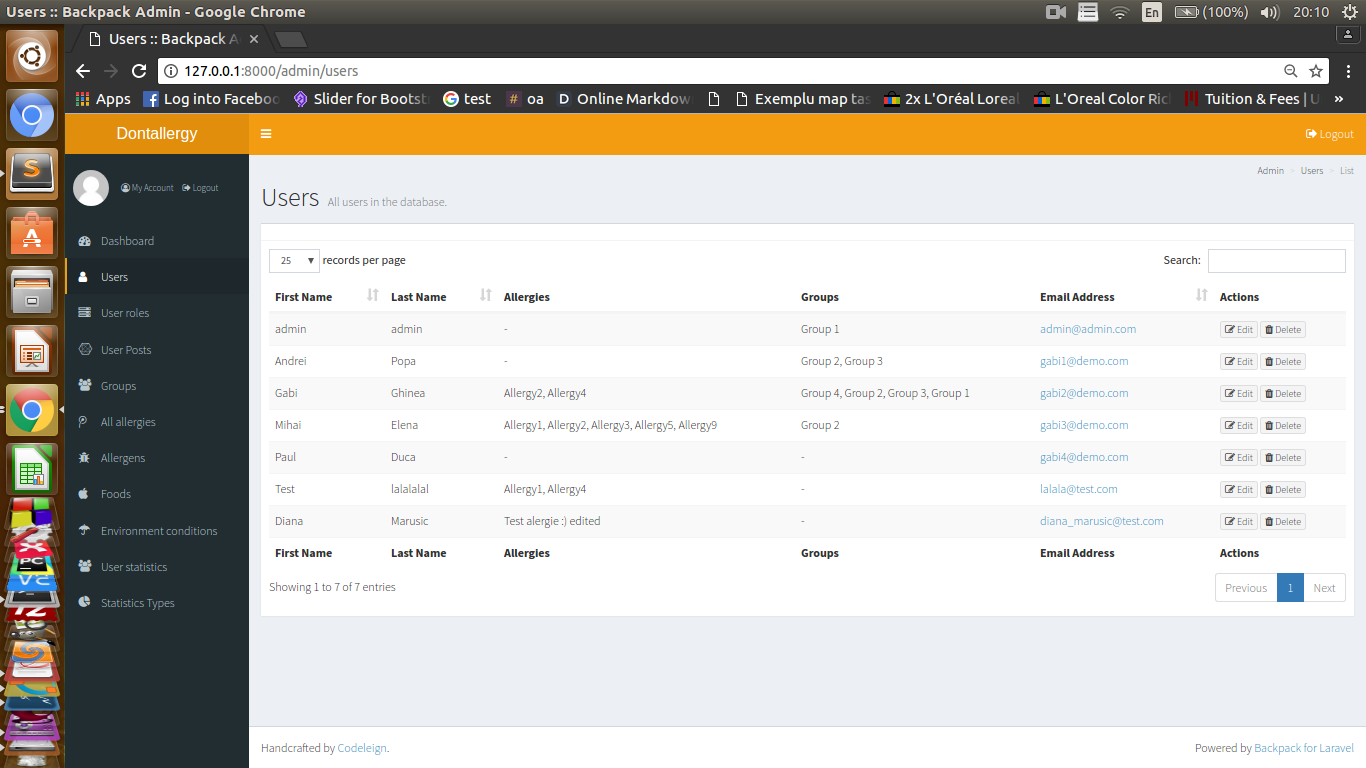 Users :: Backpack Admin - Google Chrome
En (100%) 20:10
Users :: Backpack A
127.0.0.1:8000/admin/users
Apps Log into Faceboo Slider for Bootst test oa Online Markdow Exemplu map tas 2x L'Oréal Loreal L'Oreal Color Ric Tuition & Fees | U »
Dontallergy
Logout
My Account Logout
Dashboard
Users
User roles
User Posts
Groups
All allergies
Allergens
Foods
Environment conditions
User statistics
Statistics Types
Admin > Users > List
Users All users in the database.
25 records per page Search:
First Name Last Name Allergies Groups Email Address Actions
admin admin - Group 1 admin@admin.com Edit Delete
Andrei Popa - Group 2, Group 3 gabi1@demo.com Edit Delete
Gabi Ghinea Allergy2, Allergy4 Group 4, Group 2, Group 3, Group 1 gabi2@demo.com Edit Delete
Mihai Elena Allergy1, Allergy2, Allergy3, Allergy5, Allergy9 Group 2 gabi3@demo.com Edit Delete
Paul Duca - - gabi4@demo.com Edit Delete
Test lalalalal Allergy1, Allergy4 - lalala@test.com Edit Delete
Diana Marusic Test alergie :) edited - diana_marusic@test.com Edit Delete
First Name Last Name Allergies Groups Email Address Actions
Showing 1 to 7 of 7 entries Previous 1 Next
Handcrafted by Codeleign. Powered by Backpack for Laravel